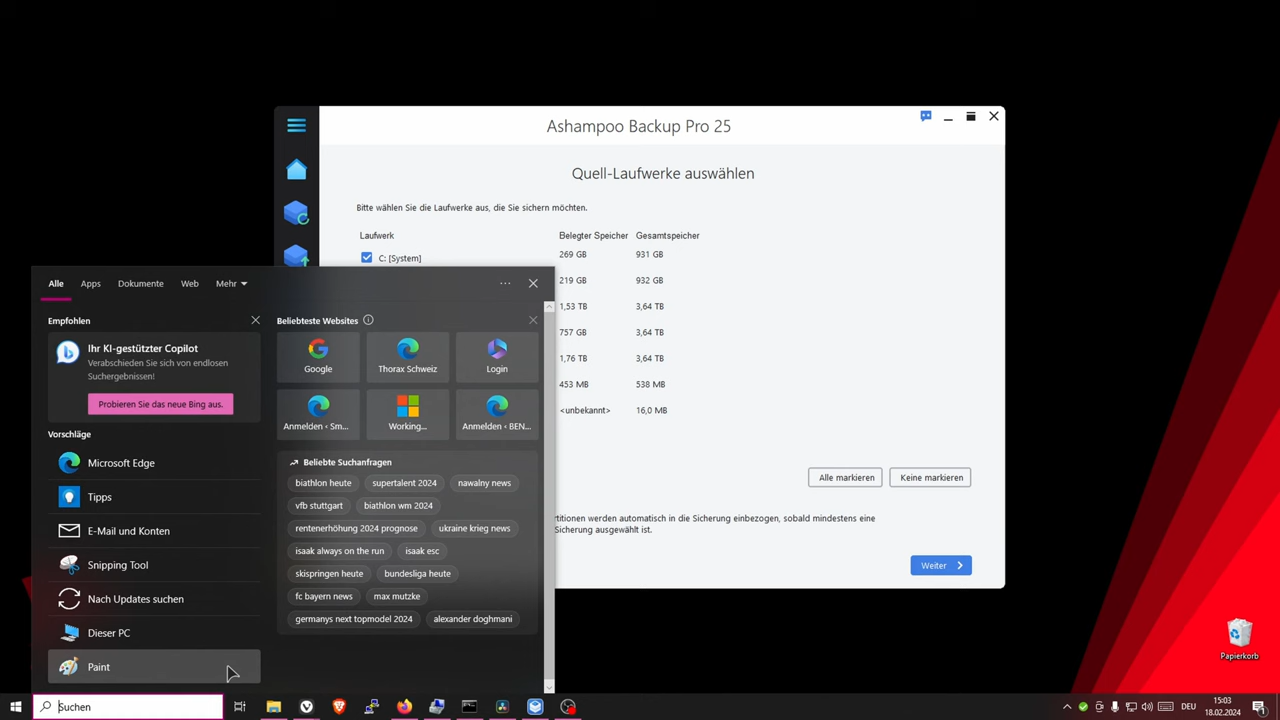 Ashampoo Backup Pro 25
Quell-Laufwerke auswählen
Bitte wählen Sie die Laufwerke aus, die Sie sichern möchten.
Laufwerk Belegter Speicher Gesamtspeicher
C: [System] 269 GB 931 GB
219 GB 932 GB
1,53 TB 3,64 TB
757 GB 3,64 TB
1,76 TB 3,64 TB
453 MB 538 MB
<unbekannt> 16,0 MB
Alle markieren Keine markieren
titionen werden automatisch in die Sicherung einbezogen, sobald mindestens eine
Sicherung ausgewählt ist.
Weiter
Alle Apps Dokumente Web Mehr
Empfohlen
Ihr KI-gestützter Copilot
Verabschieden Sie sich von endlosen
Suchergebnissen!
Probieren Sie das neue Bing aus.
Vorschläge
Microsoft Edge
Tipps
E-Mail und Konten
Snipping Tool
Nach Updates suchen
Dieser PC
Paint
Beliebteste Websites
Google Thorax Schweiz Login
Anmelden ‹ Sm... Working... Anmelden ‹ BEN...
Beliebte Suchanfragen
biathlon heute supertalent 2024 nawalny news
vfb stuttgart biathlon wm 2024
rentenerhöhung 2024 prognose ukraine krieg news
isaak always on the run isaak esc
skispringen heute bundesliga heute
fc bayern news max mutzke
germanys next topmodel 2024 alexander doghmani
Papierkorb
Suchen
DEU
15:03
18.02.2024
1